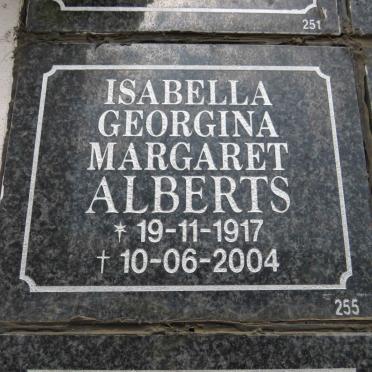 251
ISABELLA
GEORGINA
MARGARET
ALBERTS
* 19-11-1917
† 10-06-2004
255